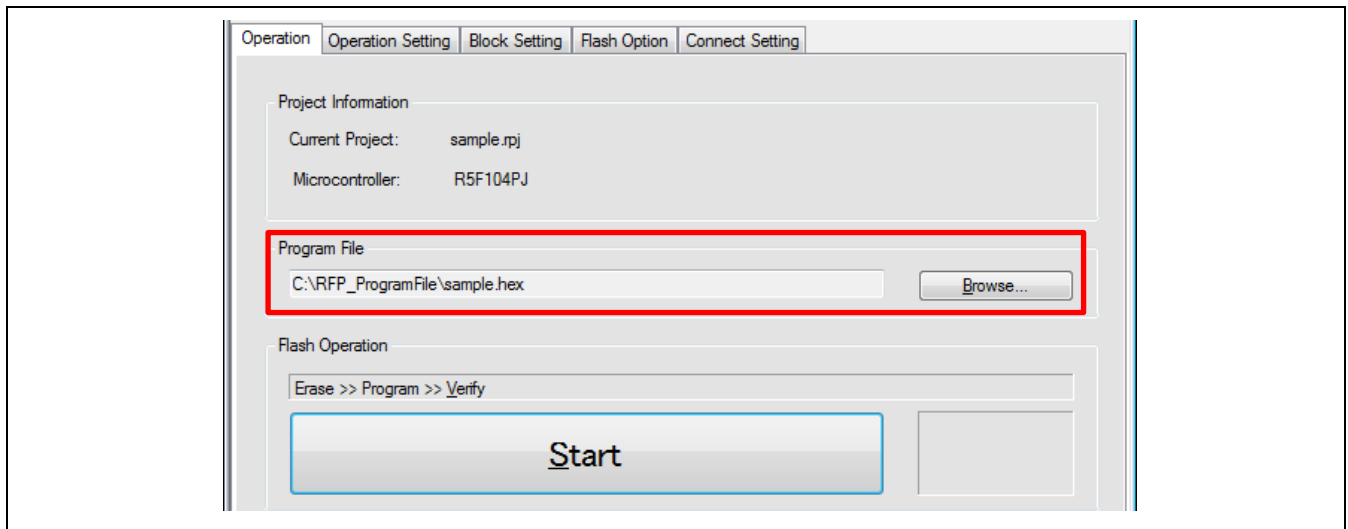 Operation Operation Setting Block Setting Flash Option Connect Setting
Project Information
Current Project: sample.rpj
Microcontroller: R5F104PJ
Program File
C:\RFP_ProgramFile\sample.hex Browse...
Flash Operation
Erase >> Program >> Verify
Start